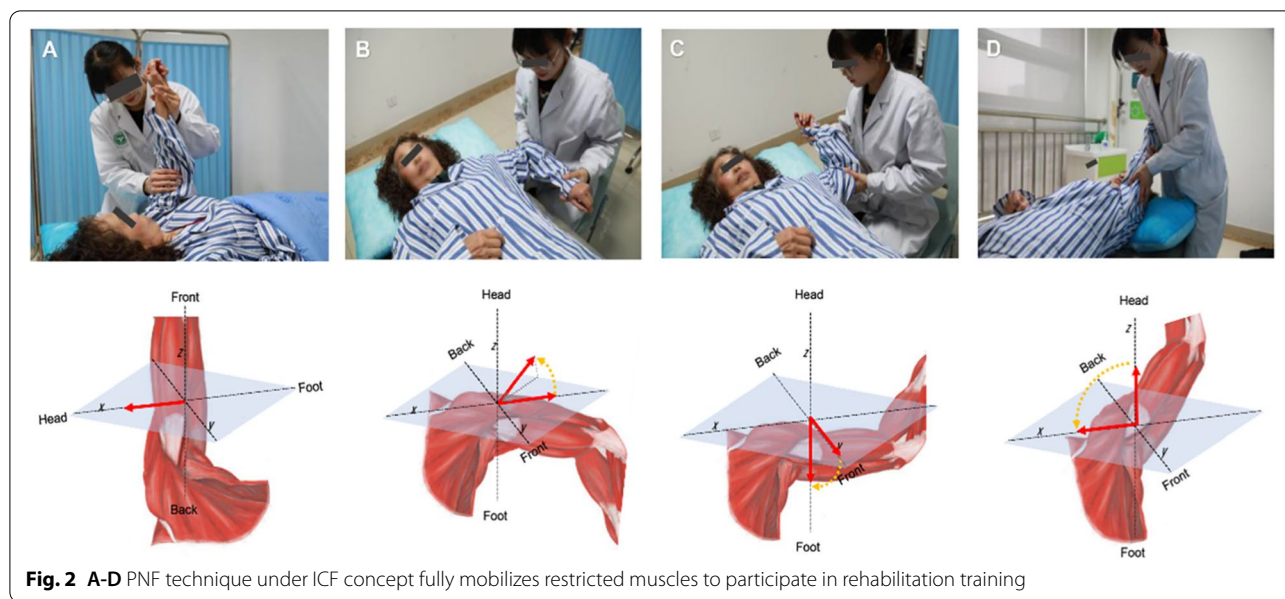 A
B
C
D
Front
z
Foot
Head
x
y
Back
Head
Back
z
x
y
Front
Foot
Head
Back
z
x
y
Front
Foot
Head
Back
z
x
y
Front
Foot
Fig. 2 A-D PNF technique under ICF concept fully mobilizes restricted muscles to participate in rehabilitation training